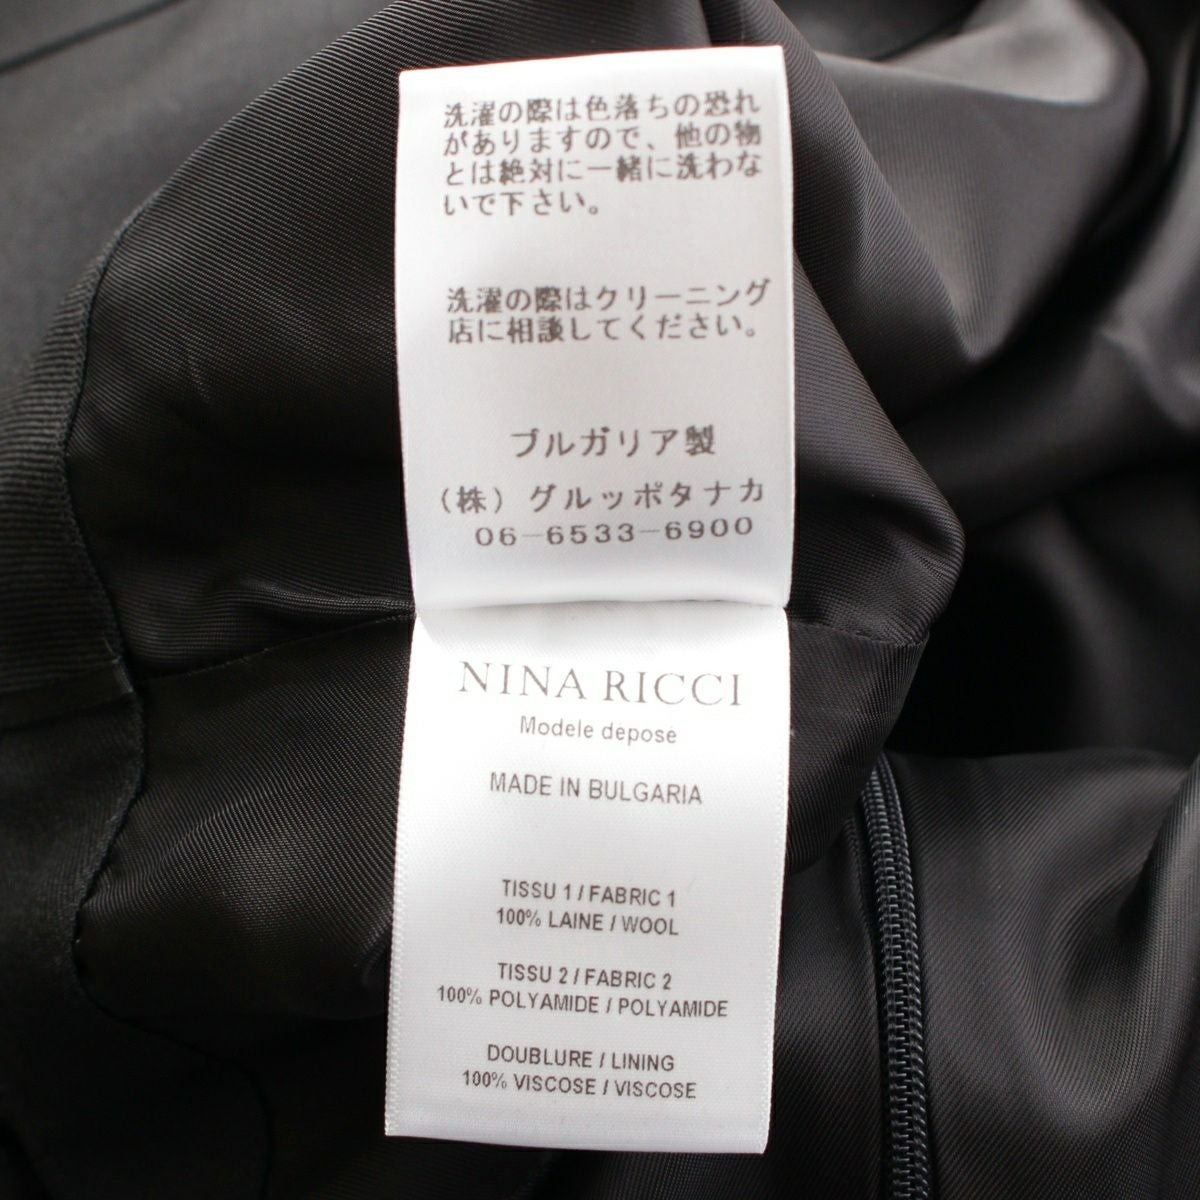 洗濯の際は色落ちの恐れ
がありますので、他の物
とは絶対に一緒に洗わな
いで下さい。
洗濯の際はクリーニング
店に相談してください。
ブルガリア製
（株）グルッポタナカ
06-6533-6900
NINA RICCI
Modele déposé
MADE IN BULGARIA
TISSU 1 / FABRIC 1
100% LAINE / WOOL
TISSU 2 / FABRIC 2
100% POLYAMIDE / POLYAMIDE
DOUBLURE / LINING
100% VISCOSE / VISCOSE